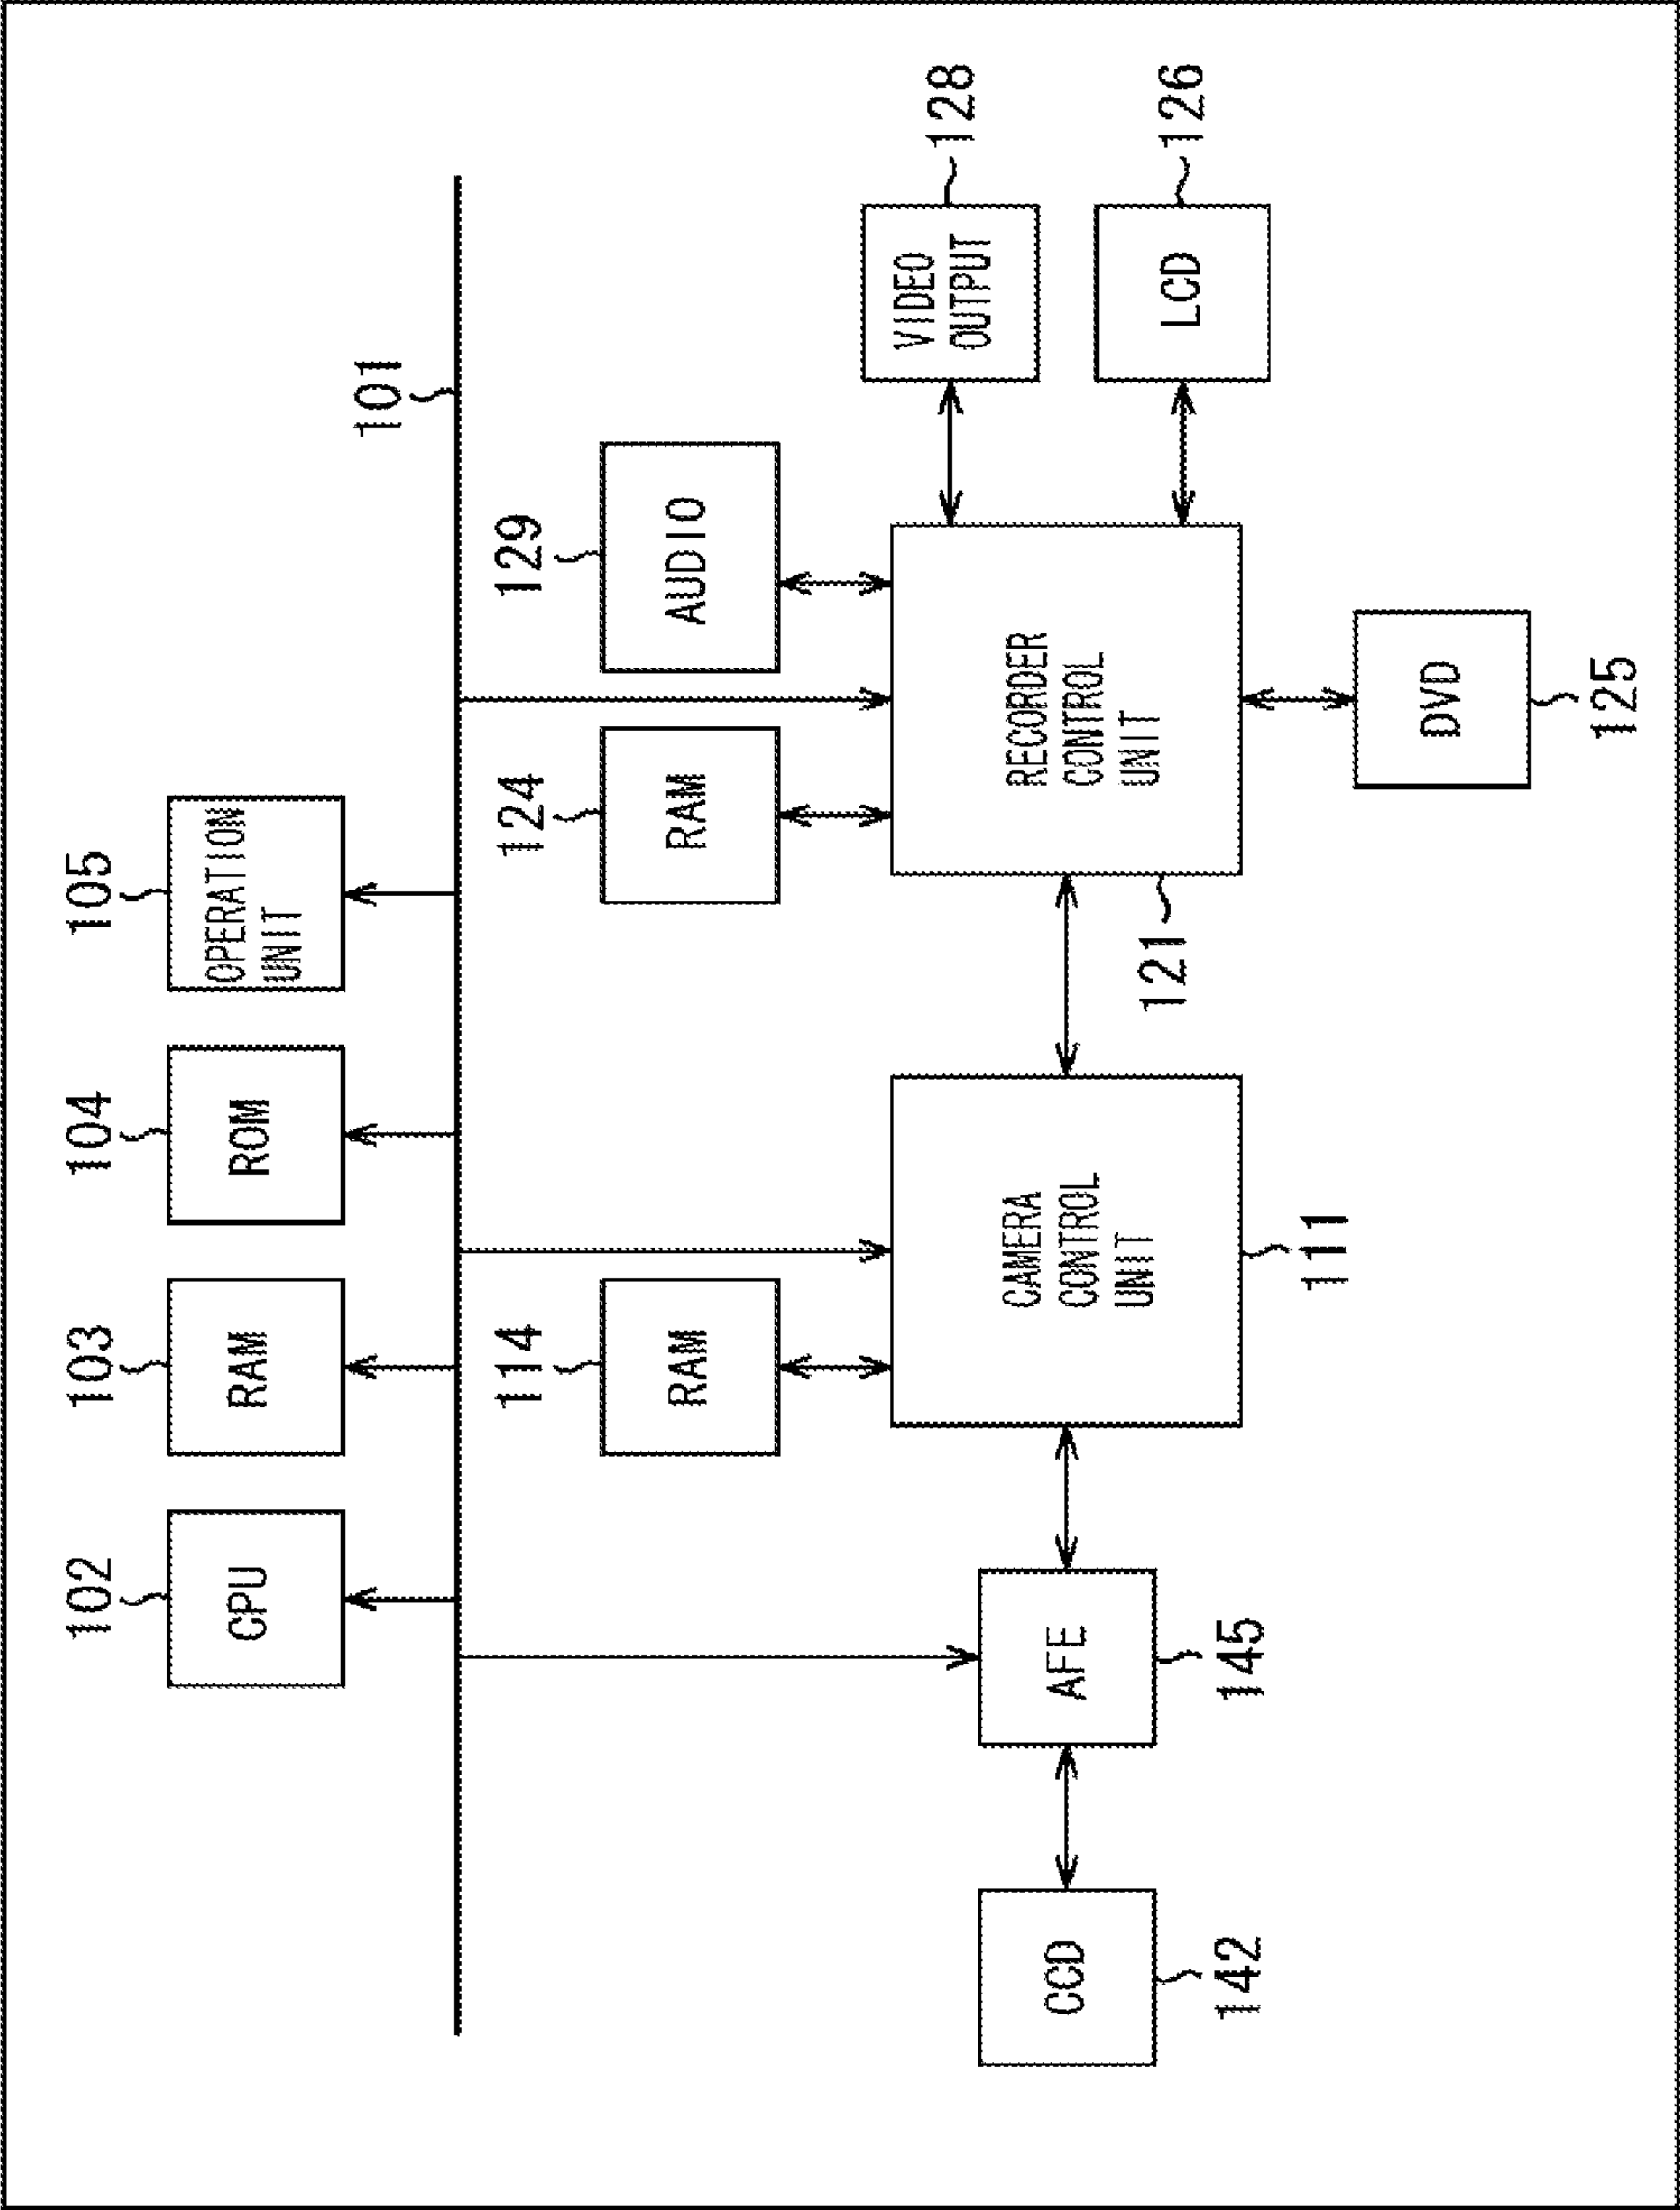 102
103
104
105
CPU
RAM
ROM
OPERATION
UNIT
101
114
124
129
RAM
RAM
AUDIO
128
VIDEO
OUTPUT
CCD
AFE
CAMERA
CONTROL
UNIT
RECORDER
CONTROL
UNIT
126
LCD
121
142
145
111
DVD
125